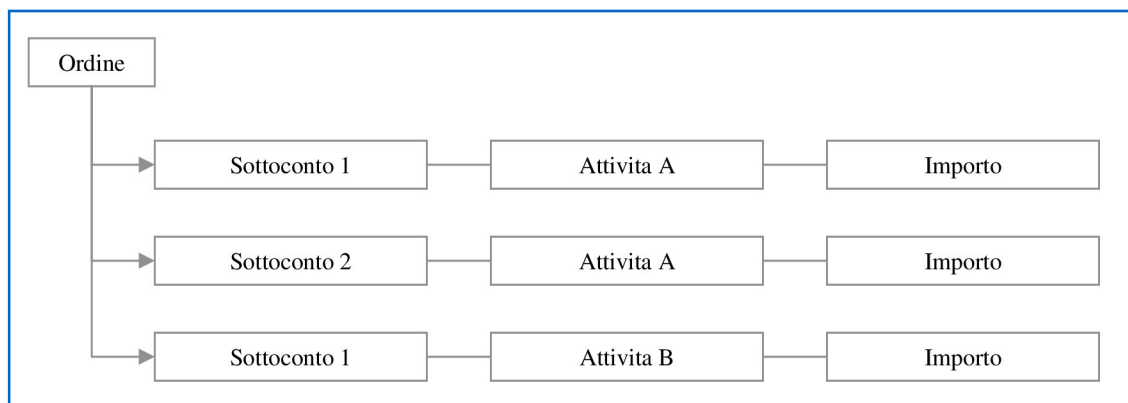 Ordine
Sottoconto 1 Attivita A Importo
Sottoconto 2 Attivita A Importo
Sottoconto 1 Attivita B Importo